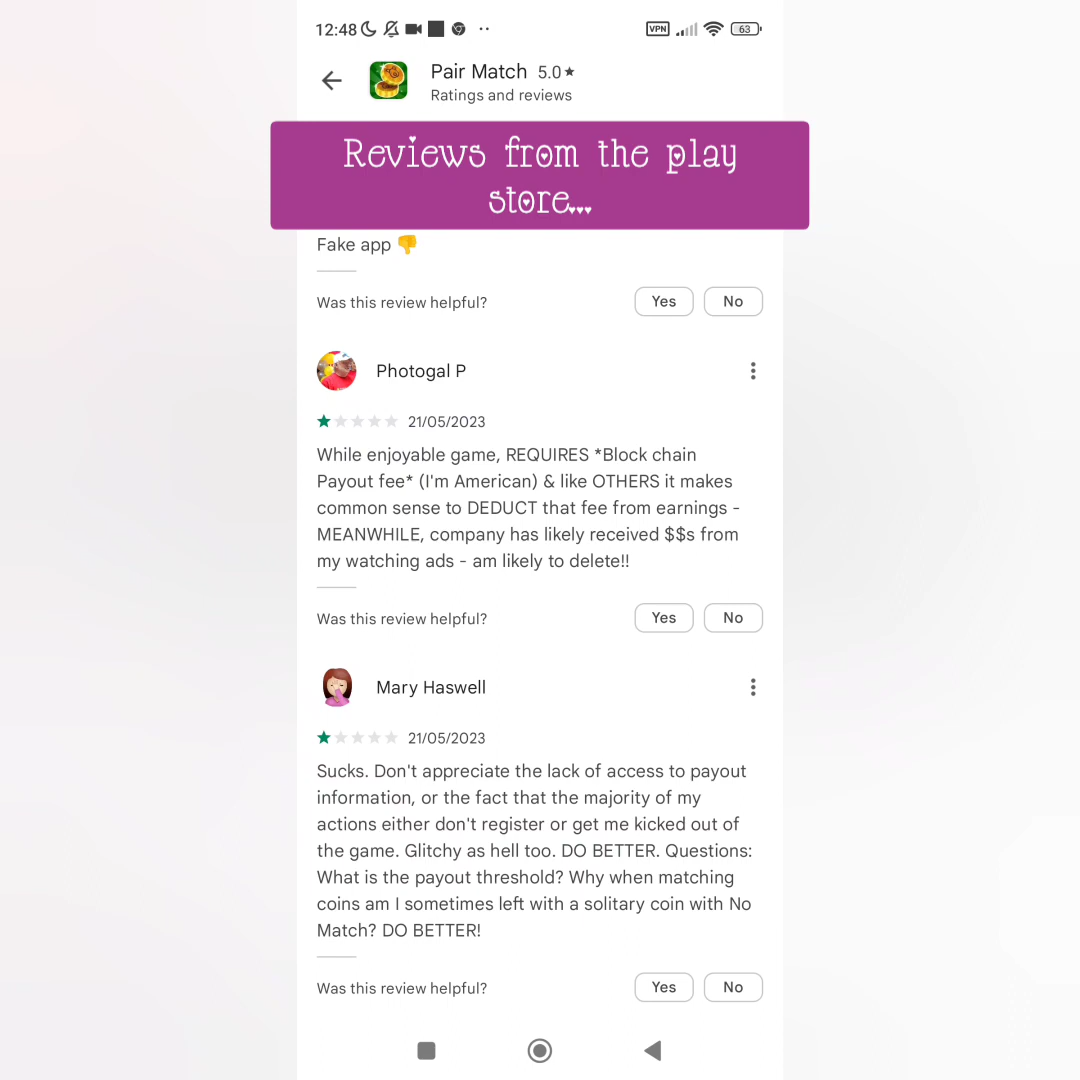 12:48
VPN
63
Pair Match 5.0★
Ratings and reviews
Reviews from the play
store...
Fake app 👎
Was this review helpful? Yes No
Photogal P
21/05/2023
While enjoyable game, REQUIRES *Block chain
Payout fee* (I'm American) & like OTHERS it makes
common sense to DEDUCT that fee from earnings -
MEANWHILE, company has likely received $$s from
my watching ads - am likely to delete!!
Was this review helpful? Yes No
Mary Haswell
21/05/2023
Sucks. Don't appreciate the lack of access to payout
information, or the fact that the majority of my
actions either don't register or get me kicked out of
the game. Glitchy as hell too. DO BETTER. Questions:
What is the payout threshold? Why when matching
coins am I sometimes left with a solitary coin with No
Match? DO BETTER!
Was this review helpful? Yes No